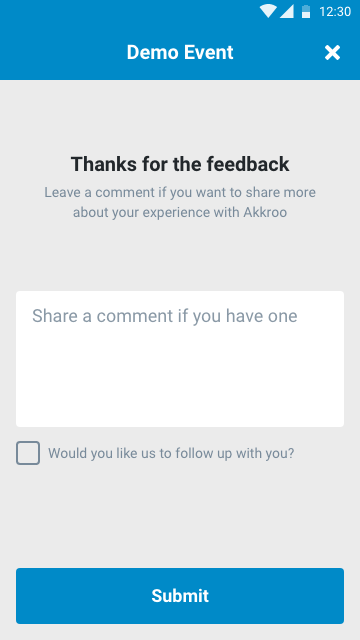 12:30
Demo Event
Thanks for the feedback
Leave a comment if you want to share more
about your experience with Akkroo
Share a comment if you have one
Would you like us to follow up with you?
Submit